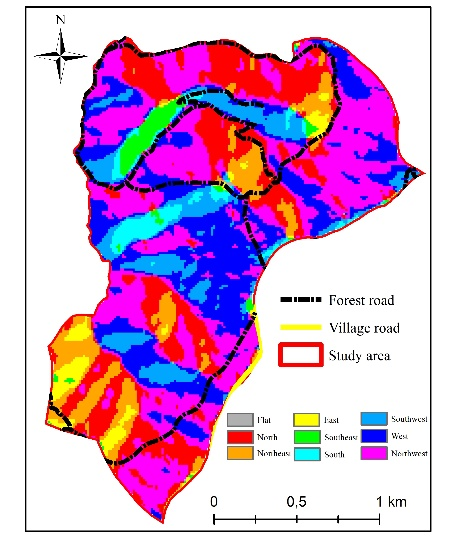 N
Forest road
Village road
Study area
Flat East Southwest
North Southeast West
Northeast South Northwest
0 0,5 1 km